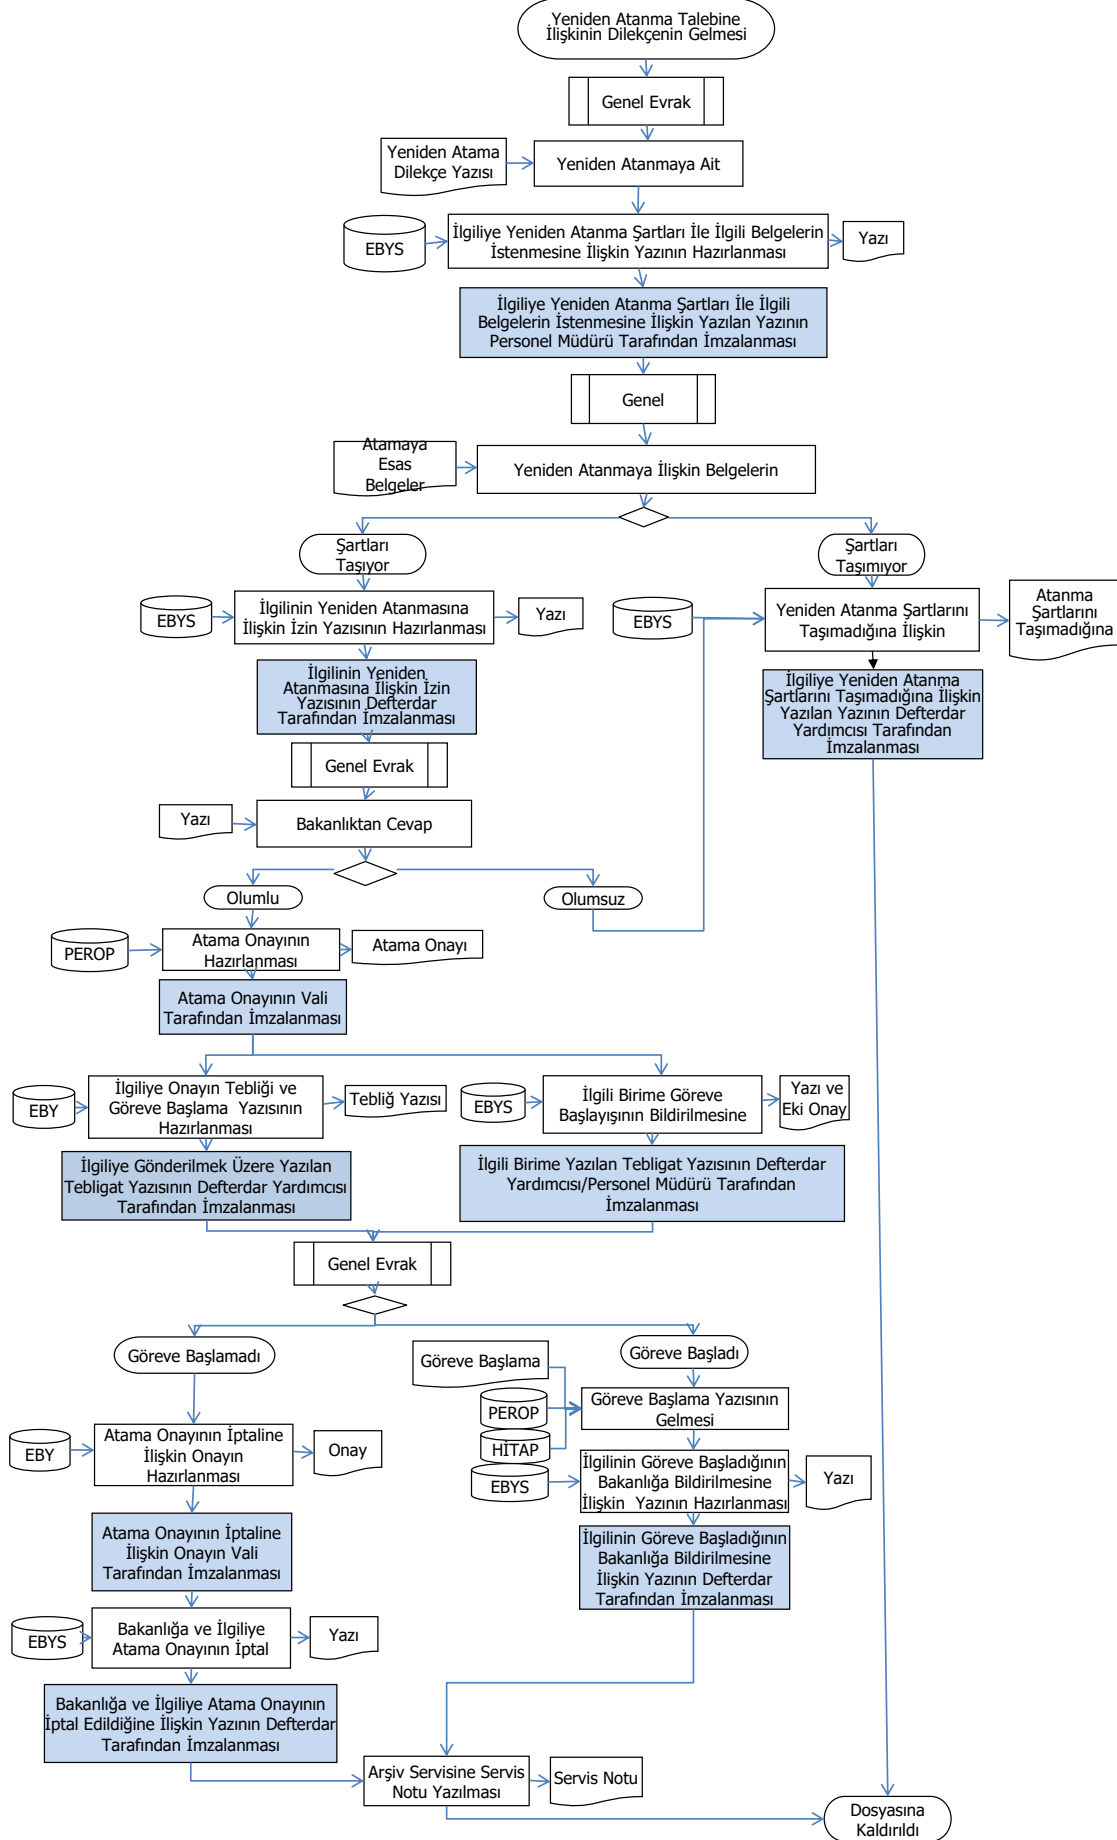 Yeniden Atanma Talebine
İlişkinin Dilekçenin Gelmesi
Genel Evrak
Yeniden Atama
Dilekçe Yazısı
Yeniden Atanmaya Ait
EBYS
İlgiliye Yeniden Atanma Şartları İle İlgili Belgelerin
İstenmesine İlişkin Yazının Hazırlanması
Yazı
İlgiliye Yeniden Atanma Şartları İle İlgili
Belgelerin İstenmesine İlişkin Yazılan Yazının
Personel Müdürü Tarafından İmzalanması
Genel
Atamaya
Esas
Belgeler
Yeniden Atanmaya İlişkin Belgelerin
Şartları
Taşıyor
Şartları
Taşımıyor
EBYS
İlgilinin Yeniden Atanmasına
İlişkin İzin Yazısının Hazırlanması
Yazı
EBYS
Yeniden Atanma Şartlarını
Taşımadığına İlişkin
Atanma
Şartlarını
Taşımadığına
İlgilinin Yeniden
Atanmasına İlişkin İzin
Yazısının Defterdar
Tarafından İmzalanması
İlgiliye Yeniden Atanma
Şartlarını Taşımadığına İlişkin
Yazılan Yazının Defterdar
Yardımcısı Tarafından
İmzalanması
Genel Evrak
Yazı
Bakanlıktan Cevap
Olumlu
Olumsuz
PEROP
Atama Onayının
Hazırlanması
Atama Onayı
Atama Onayının Vali
Tarafından İmzalanması
EBY
İlgiliye Onayın Tebliği ve
Göreve Başlama Yazısının
Hazırlanması
Tebliğ Yazısı
EBYS
İlgili Birime Göreve
Başlayışının Bildirilmesine
Yazı ve
Eki Onay
İlgiliye Gönderilmek Üzere Yazılan
Tebligat Yazısının Defterdar Yardımcısı
Tarafından İmzalanması
İlgili Birime Yazılan Tebligat Yazısının Defterdar
Yardımcısı/Personel Müdürü Tarafından
İmzalanması
Genel Evrak
Göreve Başlamadı
Göreve Başladı
Göreve Başlama
PEROP
HİTAP
Göreve Başlama Yazısının
Gelmesi
EBY
Atama Onayının İptaline
İlişkin Onayın
Hazırlanması
Onay
EBYS
İlgilinin Göreve Başladığının
Bakanlığa Bildirilmesine
İlişkin Yazının Hazırlanması
Yazı
Atama Onayının İptaline
İlişkin Onayın Vali
Tarafından İmzalanması
İlgilinin Göreve Başladığının
Bakanlığa Bildirilmesine
İlişkin Yazının Defterdar
Tarafından İmzalanması
EBYS
Bakanlığa ve İlgiliye
Atama Onayının İptal
Yazı
Bakanlığa ve İlgiliye Atama Onayının
İptal Edildiğine İlişkin Yazının Defterdar
Tarafından İmzalanması
Arşiv Servisine Servis
Notu Yazılması
Servis Notu
Dosyasına
Kaldırıldı